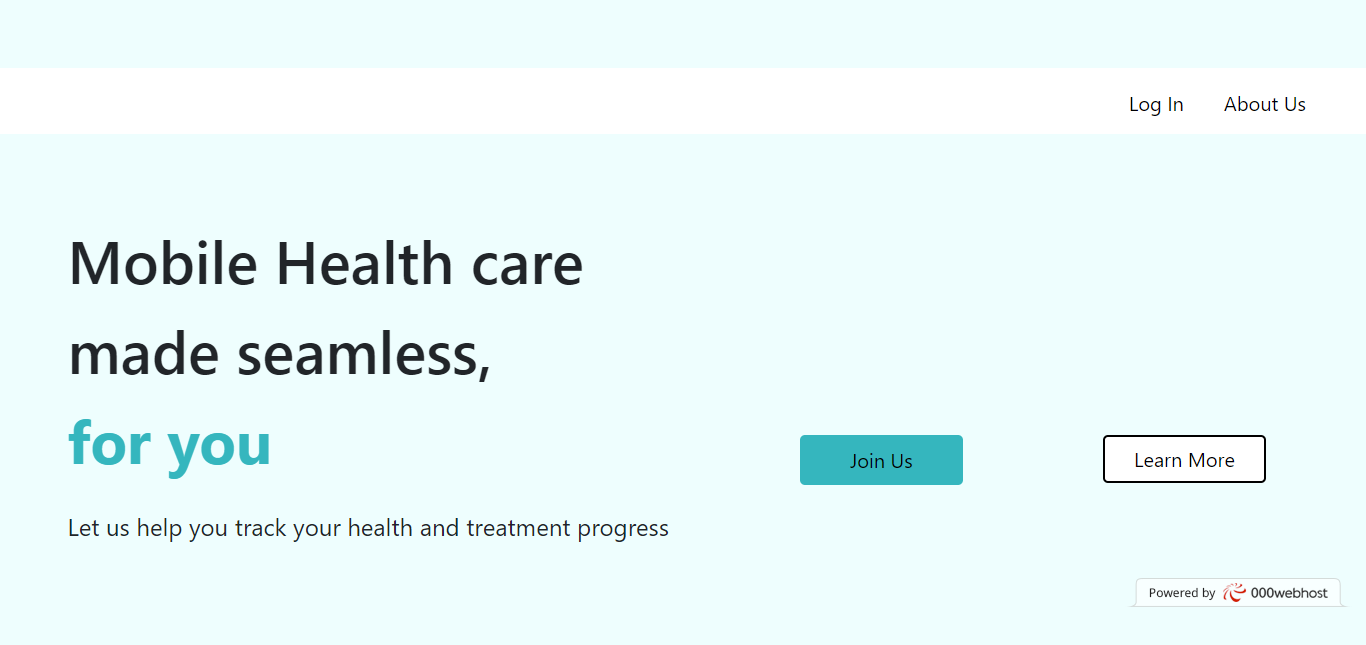 Log In About Us
Mobile Health care
made seamless,
for you
Join Us Learn More
Let us help you track your health and treatment progress
Powered by 000webhost